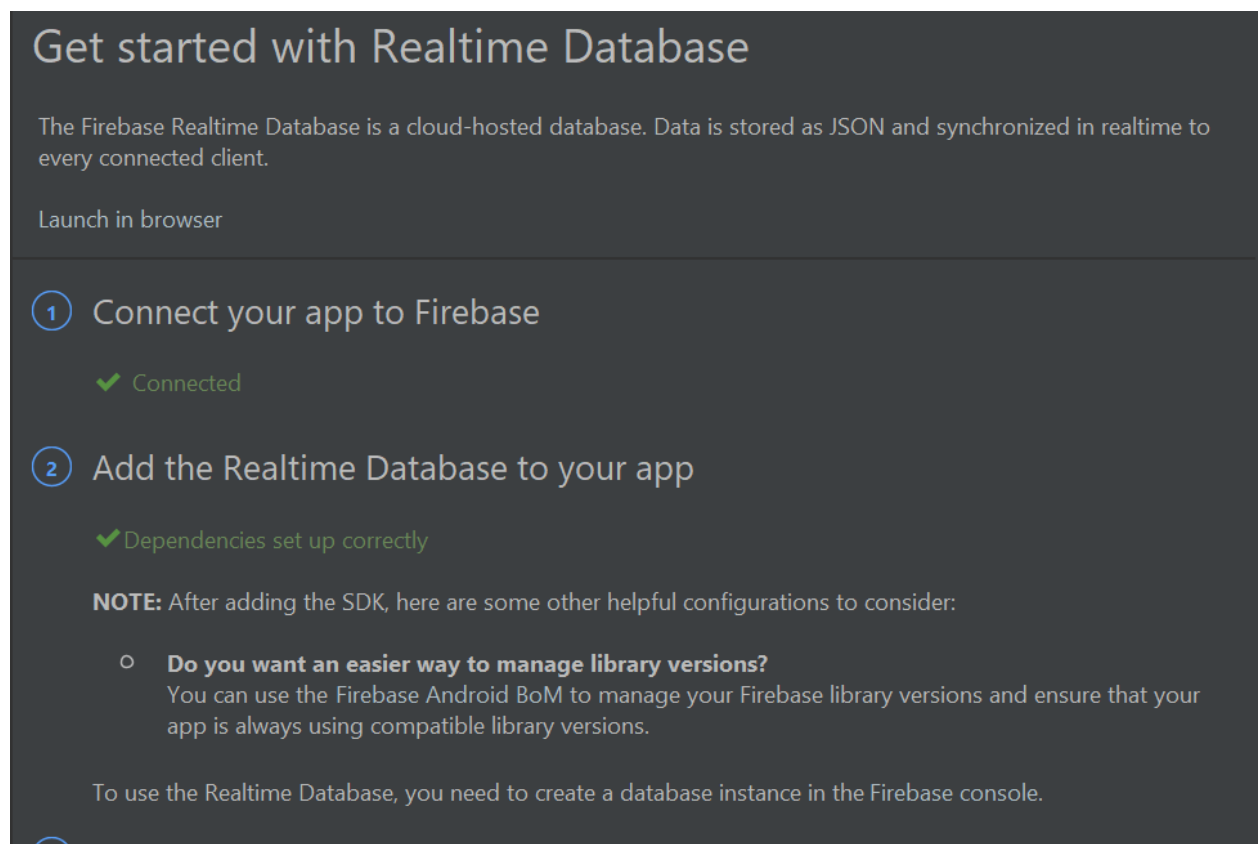 Get started with Realtime Database
The Firebase Realtime Database is a cloud-hosted database. Data is stored as JSON and synchronized in realtime to
every connected client.
Launch in browser
1 Connect your app to Firebase
Connected
2 Add the Realtime Database to your app
Dependencies set up correctly
NOTE: After adding the SDK, here are some other helpful configurations to consider:
Do you want an easier way to manage library versions?
You can use the Firebase Android BoM to manage your Firebase library versions and ensure that your
app is always using compatible library versions.
To use the Realtime Database, you need to create a database instance in the Firebase console.